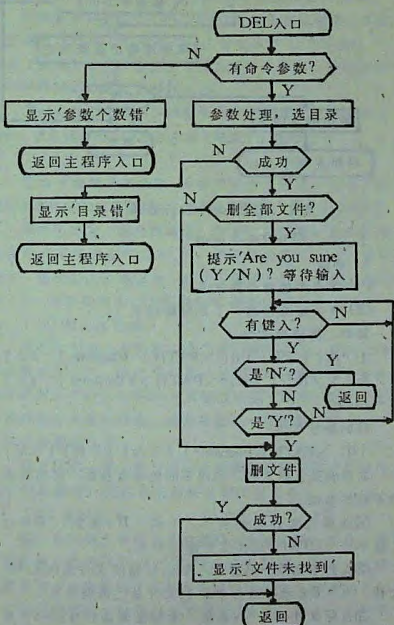 DEL入口
N
有命令参数?
Y
显示'参数个数错'
参数处理，选目录
返回主程序入口
N
成功
Y
显示'目录错'
N
删全部文件?
Y
返回主程序入口
提示'Are you sune
(Y/N)? 等待输入
有键入?
N
Y
是'N'?
Y
返回
N
是'Y'?
N
Y
删文件
Y
成功?
N
显示'文件未找到'
返回